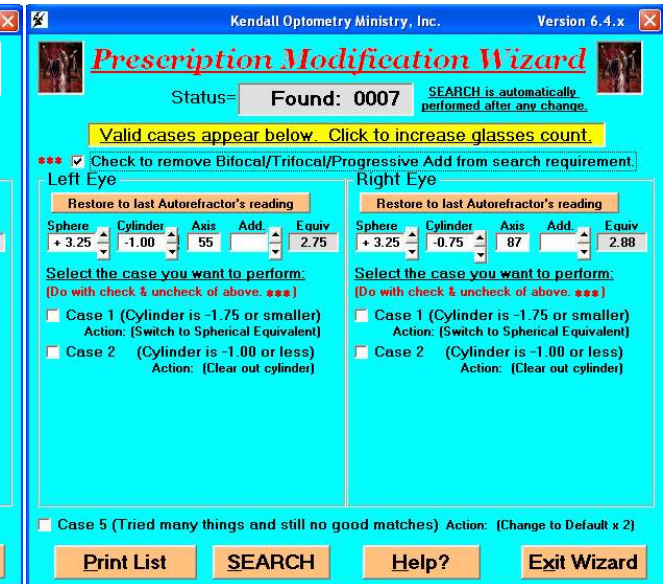 Kendall Optometry Ministry, Inc. Version 6.4.x
Prescription Modification Wizard
Status= Found: 0007 SEARCH is automatically
performed after any change.
Valid cases appear below. Click to increase glasses count.
*** Check to remove Bifocal/Trifocal/Progressive Add from search requirement.
Left Eye
Restore to last Autorefractor's reading
Sphere Cylinder Axis Add. Equiv
+ 3.25 -1.00 55 2.75
Select the case you want to perform:
(Do with check & uncheck of above. ***)
Case 1 (Cylinder is -1.75 or smaller)
Action: (Switch to Spherical Equivalent)
Case 2 (Cylinder is -1.00 or less)
Action: (Clear out cylinder)
Right Eye
Restore to last Autorefractor's reading
Sphere Cylinder Axis Add. Equiv
+ 3.25 -0.75 87 2.88
Select the case you want to perform:
(Do with check & uncheck of above. ***)
Case 1 (Cylinder is -1.75 or smaller)
Action: (Switch to Spherical Equivalent)
Case 2 (Cylinder is -1.00 or less)
Action: (Clear out cylinder)
Case 5 (Tried many things and still no good matches) Action: (Change to Default x 2)
Print List SEARCH Help? Exit Wizard